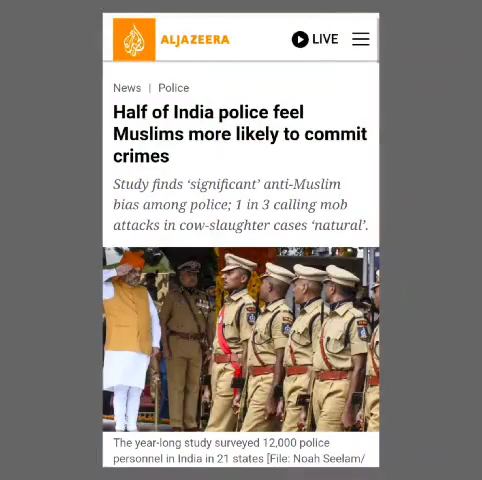 ALJAZEERA
LIVE
News | Police
Half of India police feel
Muslims more likely to commit
crimes
Study finds ‘significant’ anti-Muslim
bias among police; 1 in 3 calling mob
attacks in cow-slaughter cases ‘natural’.
The year-long study surveyed 12,000 police
personnel in India in 21 states [File: Noah Seelam/